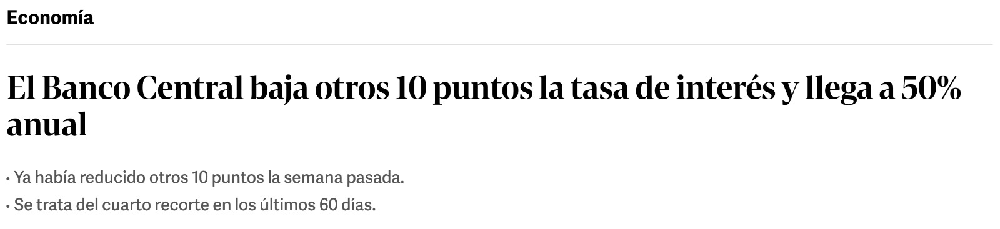 Economía
El Banco Central baja otros 10 puntos la tasa de interés y llega a 50%
anual
• Ya había reducido otros 10 puntos la semana pasada.
• Se trata del cuarto recorte en los últimos 60 días.